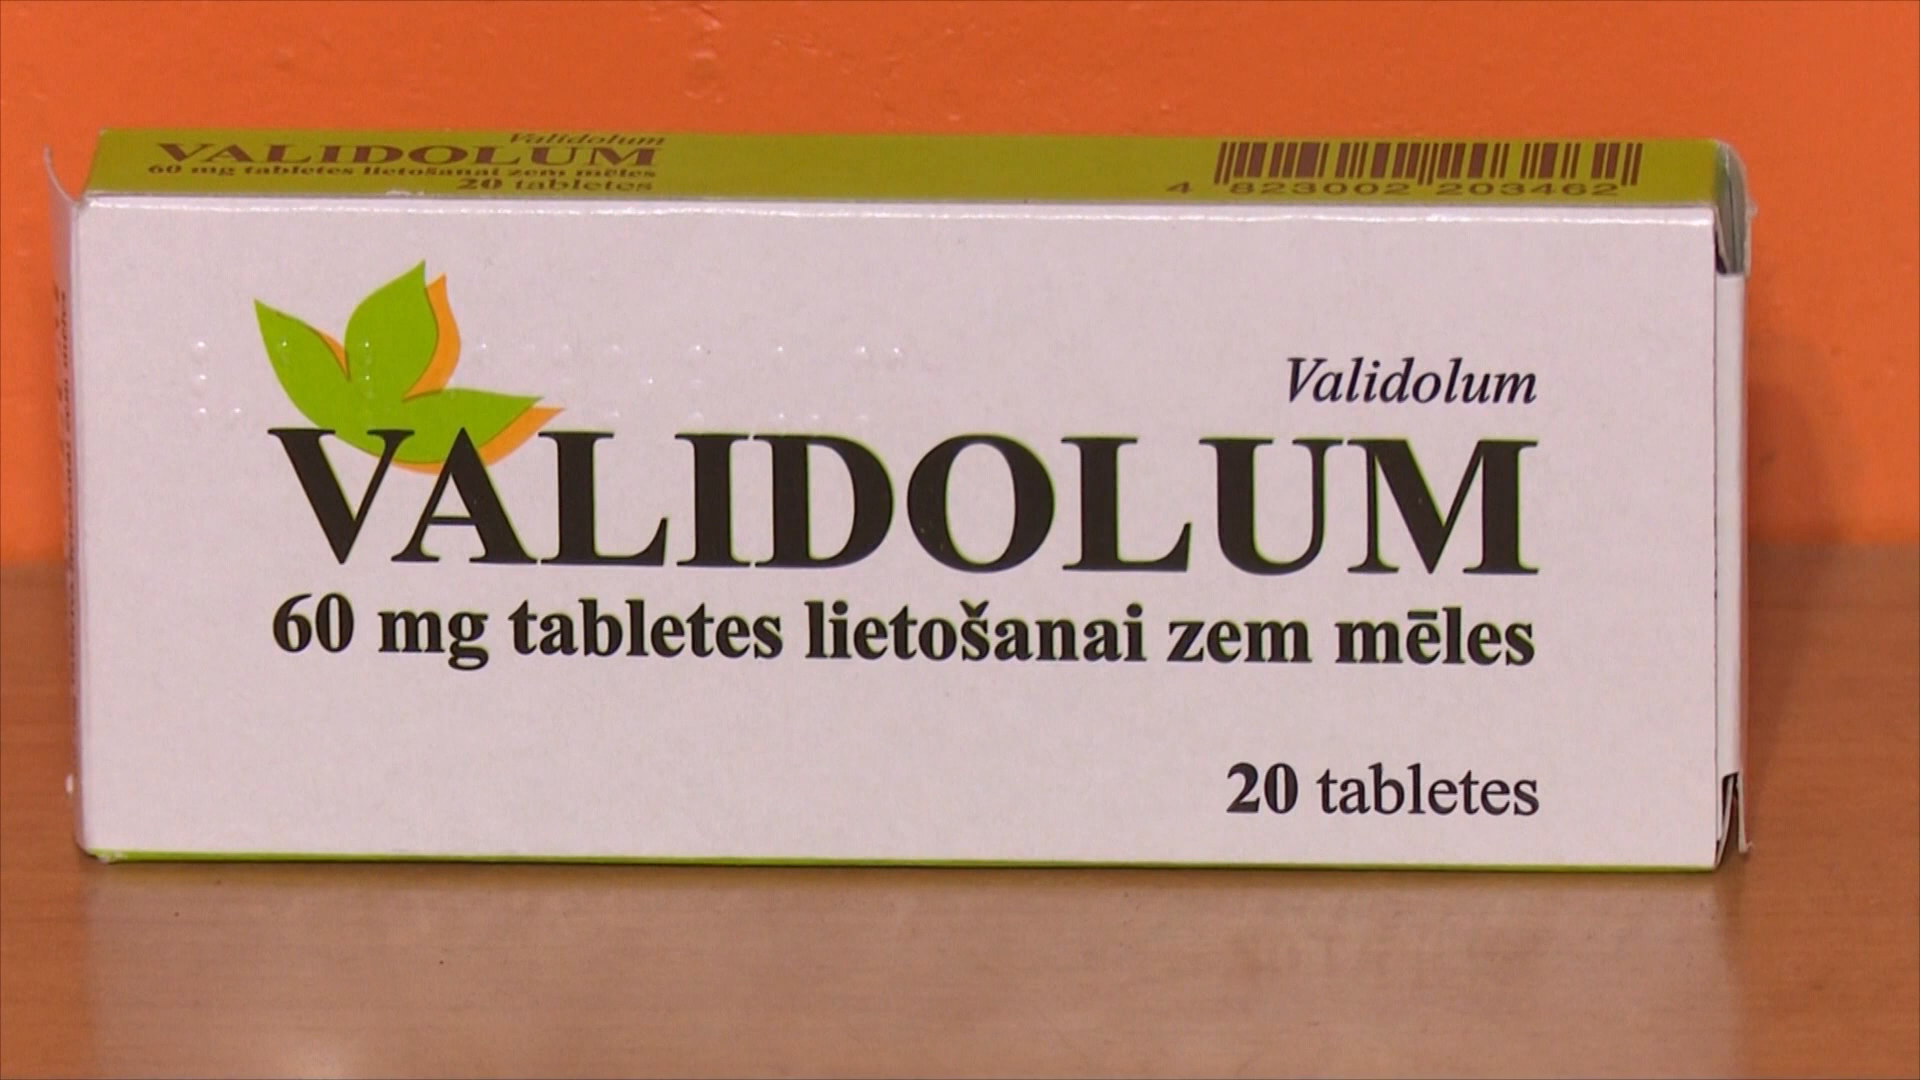 Validolum
VALIDOLUM
60 mg tabletes lietošanai zem mēles
20 tabletes
4 823002 203462
Validolum
VALIDOLUM
60 mg tabletes lietošanai zem mēles
20 tabletes